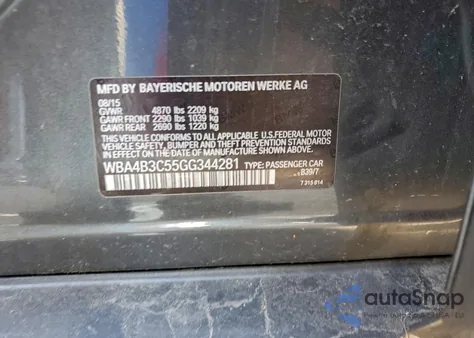 MFD BY BAYERISCHE MOTOREN WERKE AG
08/15
GVWR 4870 lbs 2209 kg
GAWR FRONT 2290 lbs 1039 kg
GAWR REAR 2690 lbs 1220 kg
THIS VEHICLE CONFORMS TO ALL APPLICABLE U.S. FEDERAL MOTOR
VEHICLE SAFETY, BUMPER AND THEFT PREVENTION STANDARDS
IN EFFECT ON THE DATE OF MANUFACTURE SHOWN ABOVE.
WBA4B3C55GG344281 TYPE: PASSENGER CAR
B39/7
7 315 814
autoSnap